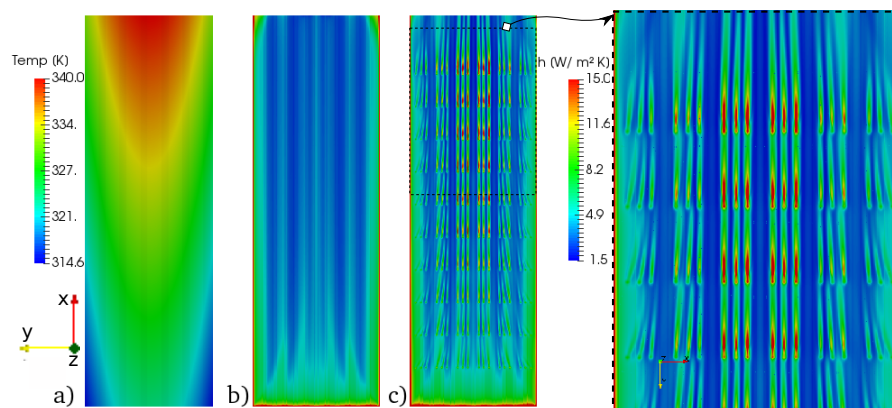 Temp (K)
340.0
334.
327.
321.
314.6
x
y
z
a)
b)
c)
h (W/ m² K)
15.0
11.6
8.2
4.9
1.5